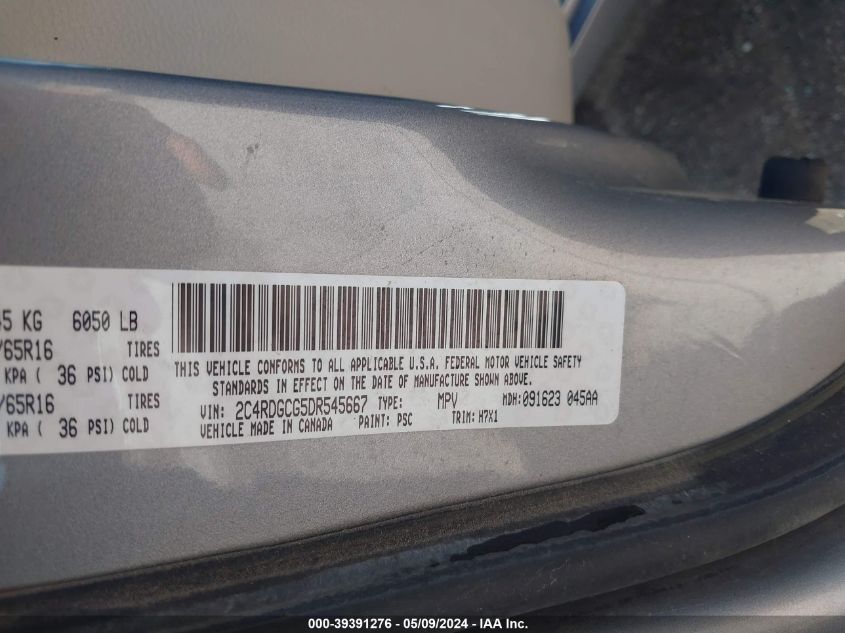 45 KG 6050 LB
/65R16 TIRES
KPA ( 36 PSI) COLD
/65R16 TIRES
KPA ( 36 PSI) COLD
THIS VEHICLE CONFORMS TO ALL APPLICABLE U.S.A. FEDERAL MOTOR VEHICLE SAFETY
STANDARDS IN EFFECT ON THE DATE OF MANUFACTURE SHOWN ABOVE.
VIN: 2C4RDGCG5DR545667 TYPE: MPV MDH:091623 045AA
VEHICLE MADE IN CANADA PAINT: PSC TRIM: H7X1
000-39391276 - 05/09/2024 - IAA Inc.